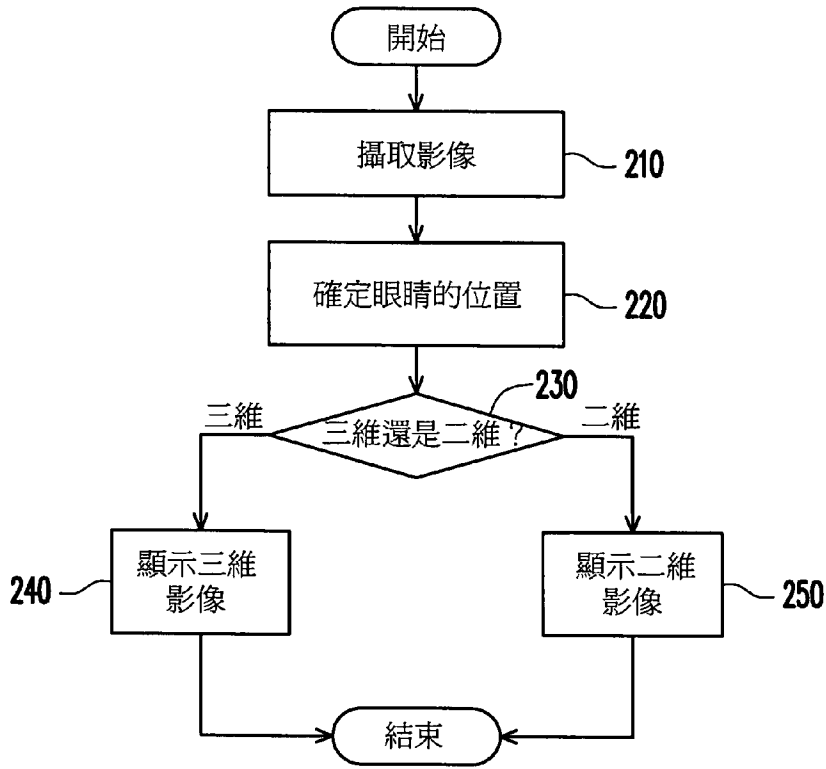 開始
攝取影像
210
確定眼睛的位置
220
230
三維
三維還是二維？
二維
顯示三維
影像
240
顯示二維
影像
250
結束